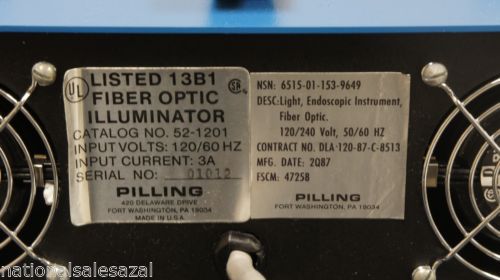 UL
LISTED 13B1
FIBER OPTIC
ILLUMINATOR
CATALOG NO. 52-1201
INPUT VOLTS: 120/60 HZ
INPUT CURRENT: 3A
SERIAL NO: 01012
PILLING
420 DELAWARE DRIVE
FORT WASHINGTON, PA 19034
MADE IN U.S.A.
NSN: 6515-01-153-9649
DESC: Light, Endoscopic Instrument,
Fiber Optic.
120/240 Volt, 50/60 HZ
CONTRACT NO. DLA-120-87-C-8513
MFG. DATE: 2Q87
FSCM: 47258
PILLING
FORT WASHINGTON, PA 19034
nationalsalesazal
nationalsalesazal